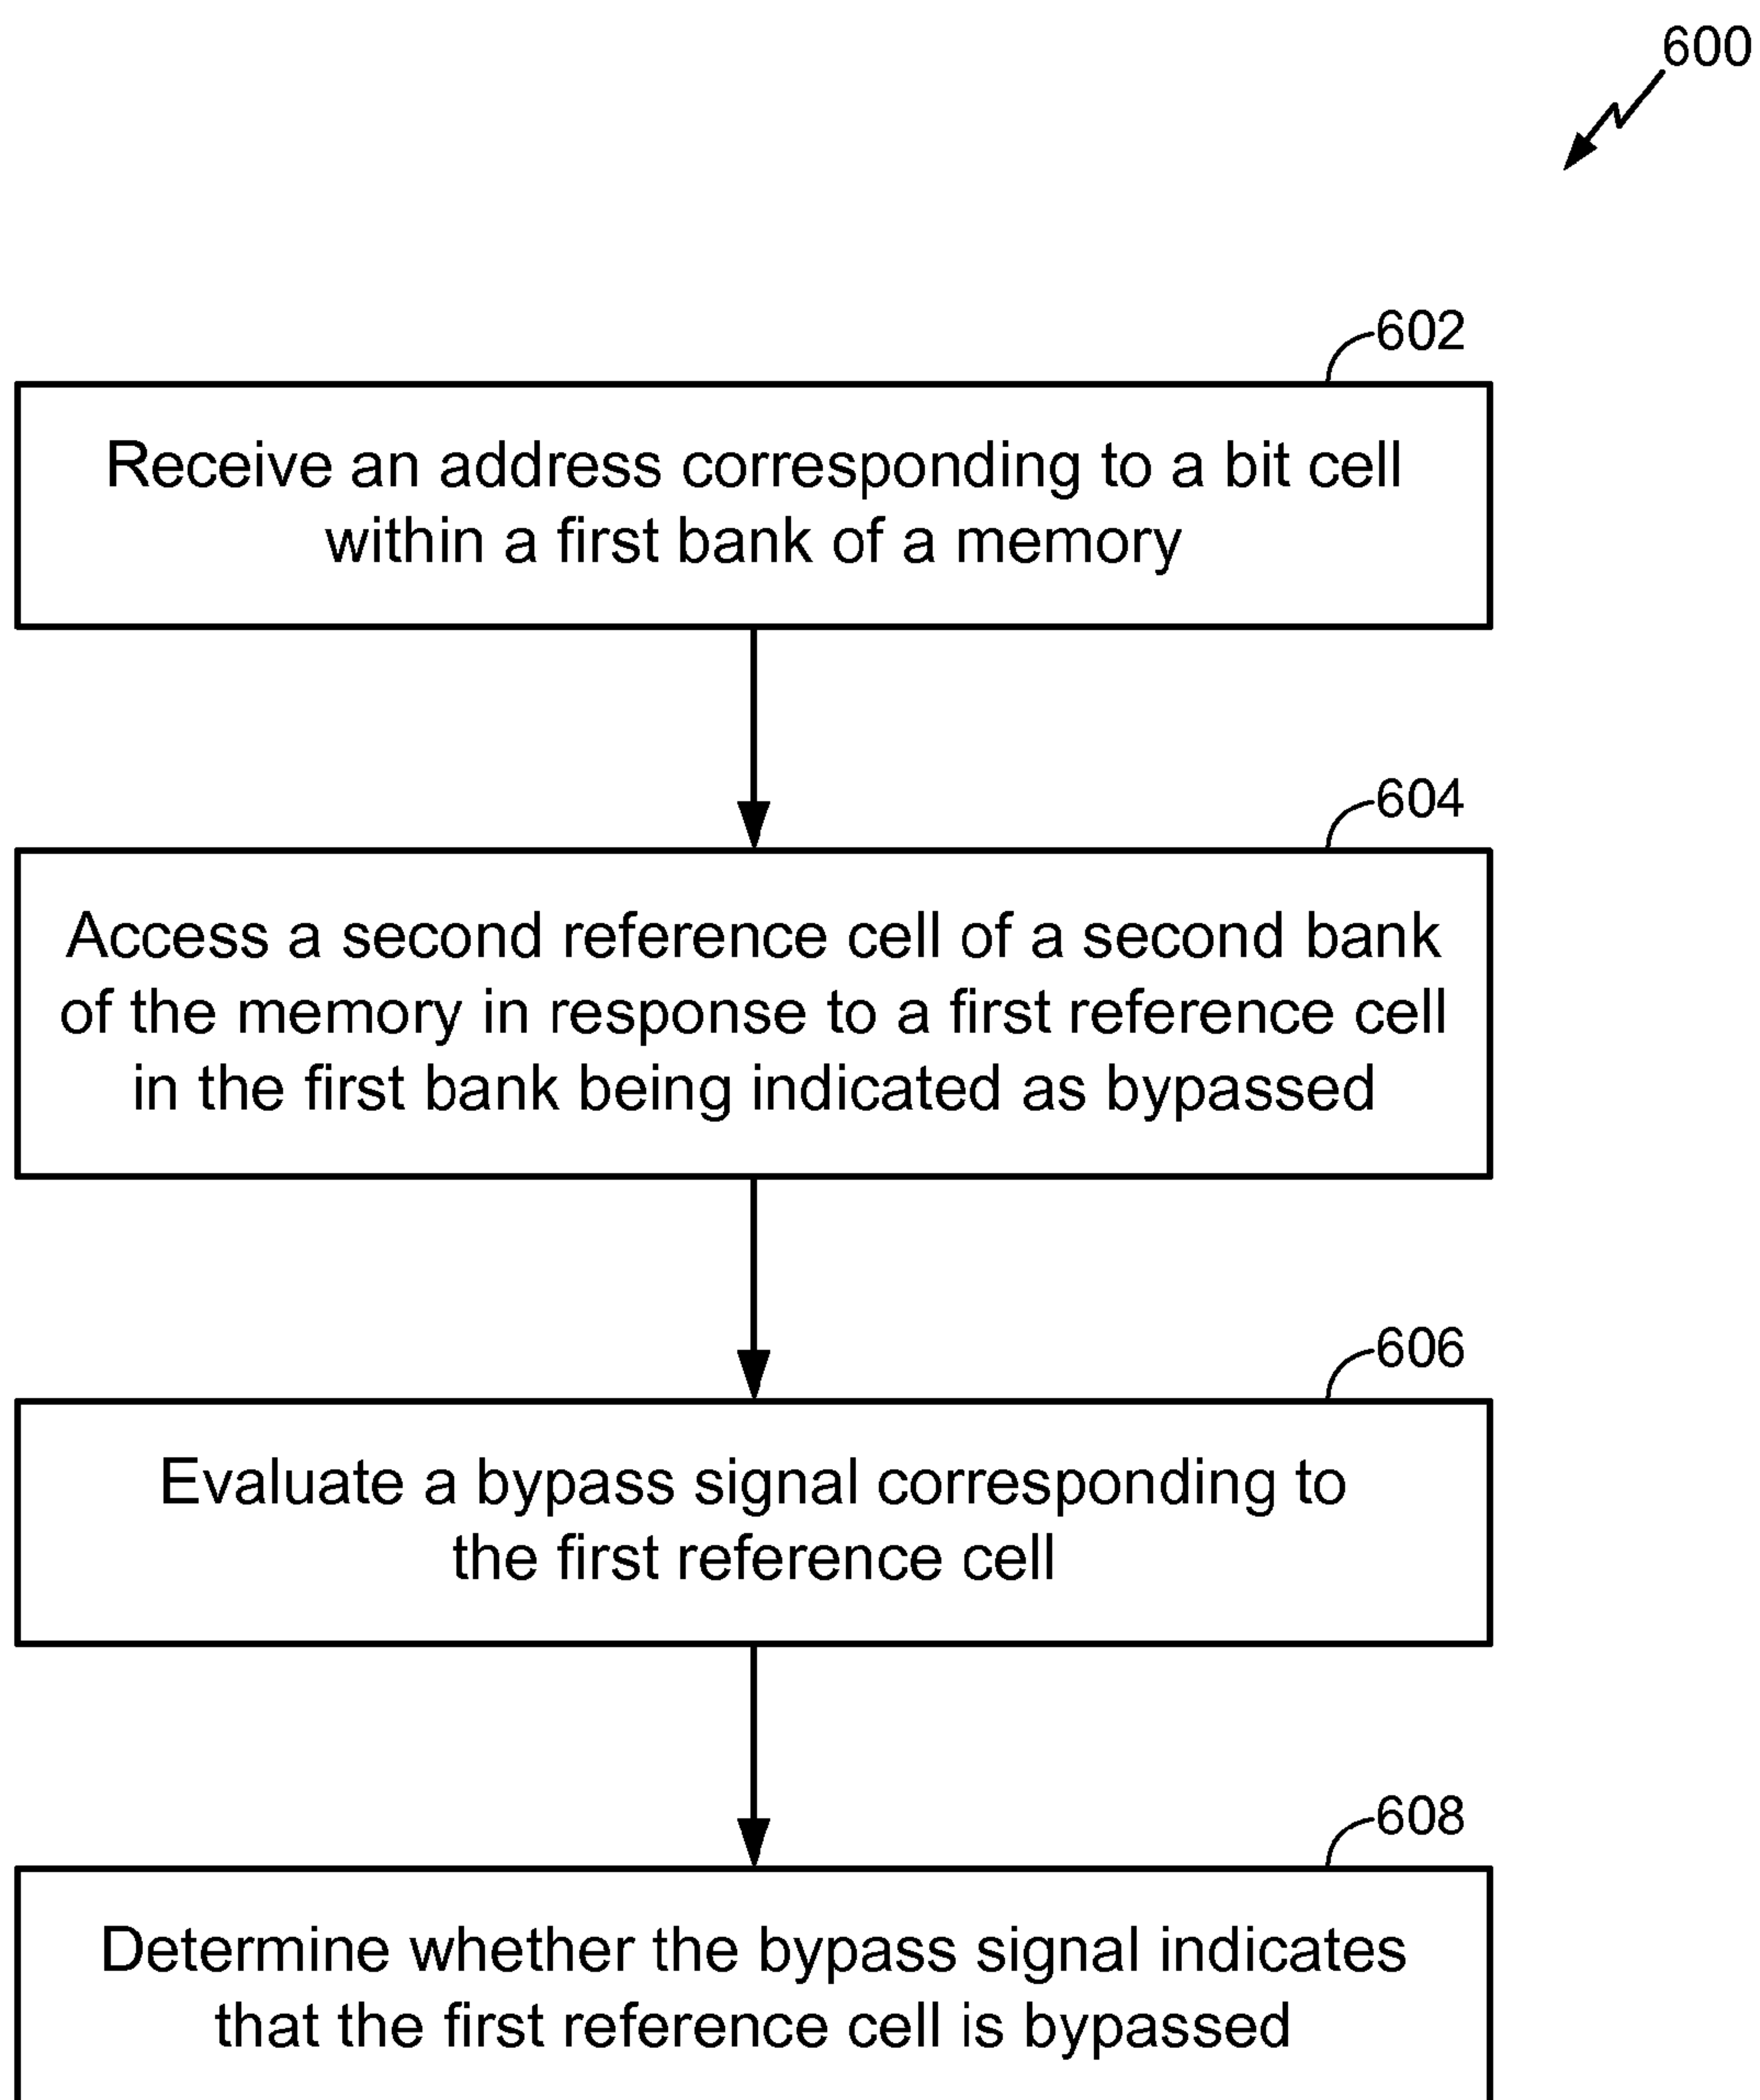 600
602
Receive an address corresponding to a bit cell
within a first bank of a memory
604
Access a second reference cell of a second bank
of the memory in response to a first reference cell
in the first bank being indicated as bypassed
606
Evaluate a bypass signal corresponding to
the first reference cell
608
Determine whether the bypass signal indicates
that the first reference cell is bypassed